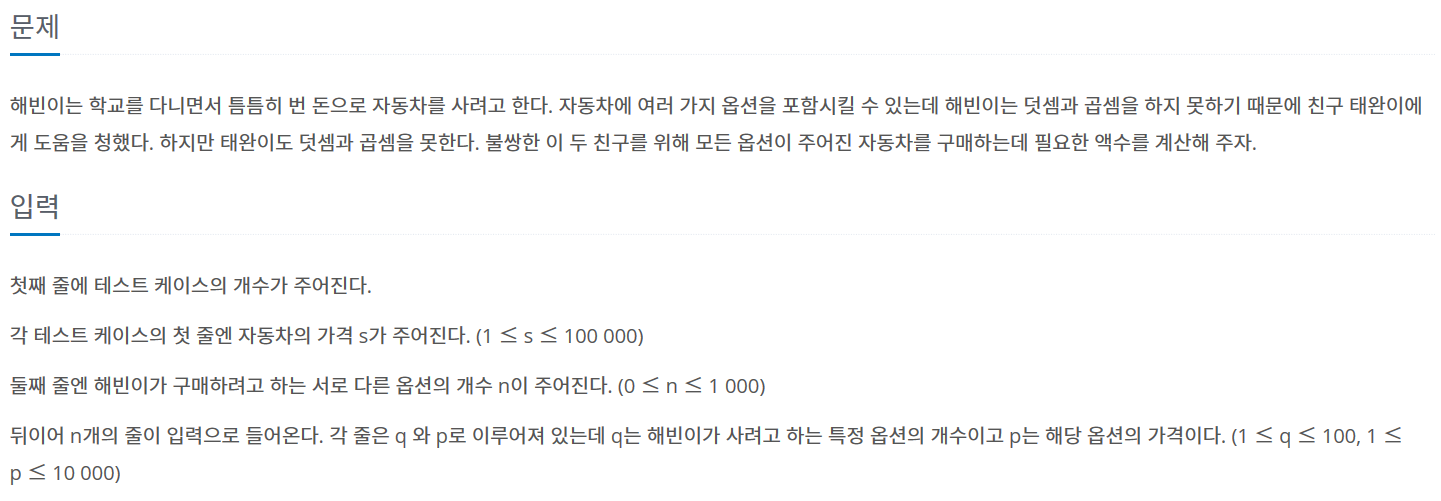 문제
해빈이는 학교를 다니면서 틈틈히 번 돈으로 자동차를 사려고 한다. 자동차에 여러 가지 옵션을 포함시킬 수 있는데 해빈이는 덧셈과 곱셈을 하지 못하기 때문에 친구 태완이에
게 도움을 청했다. 하지만 태완이도 덧셈과 곱셈을 못한다. 불쌍한 이 두 친구를 위해 모든 옵션이 주어진 자동차를 구매하는데 필요한 액수를 계산해 주자.
입력
첫째 줄에 테스트 케이스의 개수가 주어진다.
각 테스트 케이스의 첫 줄엔 자동차의 가격 s가 주어진다. (1 ≤ s ≤ 100 000)
둘째 줄엔 해빈이가 구매하려고 하는 서로 다른 옵션의 개수 n이 주어진다. (0 ≤ n ≤ 1 000)
뒤이어 n개의 줄이 입력으로 들어온다. 각 줄은 q 와 p로 이루어져 있는데 q는 해빈이가 사려고 하는 특정 옵션의 개수이고 p는 해당 옵션의 가격이다. (1 ≤ q ≤ 100, 1 ≤
p ≤ 10 000)